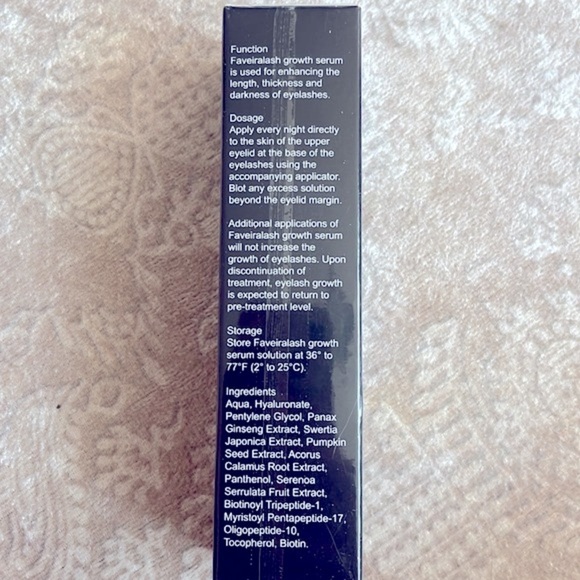 Function
Faveiralash growth serum
is used for enhancing the
length, thickness and
darkness of eyelashes.
Dosage
Apply every night directly
to the skin of the upper
eyelid at the base of the
eyelashes using the
accompanying applicator.
Blot any excess solution
beyond the eyelid margin.
Additional applications of
Faveiralash growth serum
will not increase the
growth of eyelashes. Upon
discontinuation of
treatment, eyelash growth
is expected to return to
pre-treatment level.
Storage
Store Faveiralash growth
serum solution at 36° to
77°F (2° to 25°C).
Ingredients
Aqua, Hyaluronate,
Pentylene Glycol, Panax
Ginseng Extract, Swertia
Japonica Extract, Pumpkin
Seed Extract, Acorus
Calamus Root Extract,
Panthenol, Serenoa
Serrulata Fruit Extract,
Biotinoyl Tripeptide-1,
Myristoyl Pentapeptide-17,
Oligopeptide-10,
Tocopherol, Biotin.